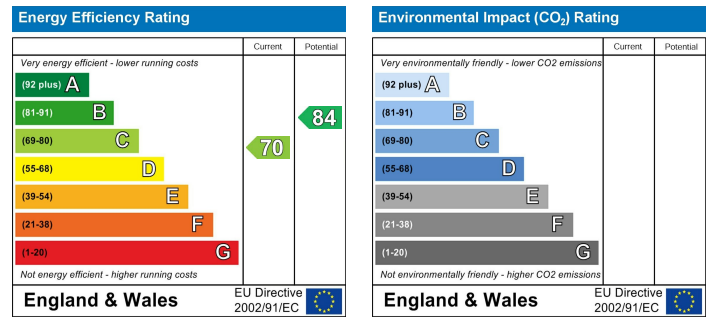 Energy Efficiency Rating
Current Potential
Very energy efficient - lower running costs
(92 plus) A
(81-91) B
84
(69-80) C
70
(55-68) D
(39-54) E
(21-38) F
(1-20) G
Not energy efficient - higher running costs
England & Wales
EU Directive
2002/91/EC
Environmental Impact (CO₂) Rating
Current Potential
Very environmentally friendly - lower CO2 emissions
(92 plus) A
(81-91) B
(69-80) C
(55-68) D
(39-54) E
(21-38) F
(1-20) G
Not environmentally friendly - higher CO2 emissions
England & Wales
EU Directive
2002/91/EC